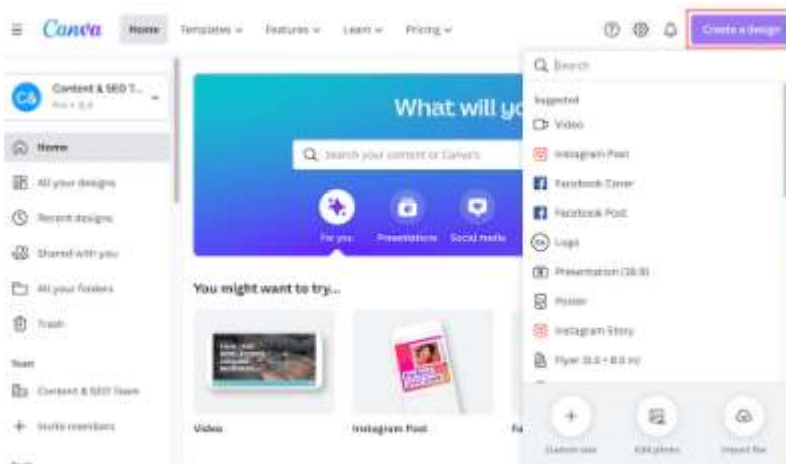 Canva
Home
Templates
Features
Learn
Pricing
Create a design
Content & SEO T...
C&
Home
All your designs
Recent designs
Shared with you
All your folders
Trash
Team
Content & SEO Team
Invite members
What will yo
Search your content or Canva's
For you
Presentations
Social media
You might want to try...
Video
Instagram Post
Fa
Search
Suggested
Video
Instagram Post
Facebook Cover
Facebook Post
Logo
Presentation (16:9)
Poster
Instagram Story
Flyer
Custom size
Edit photo
Import file